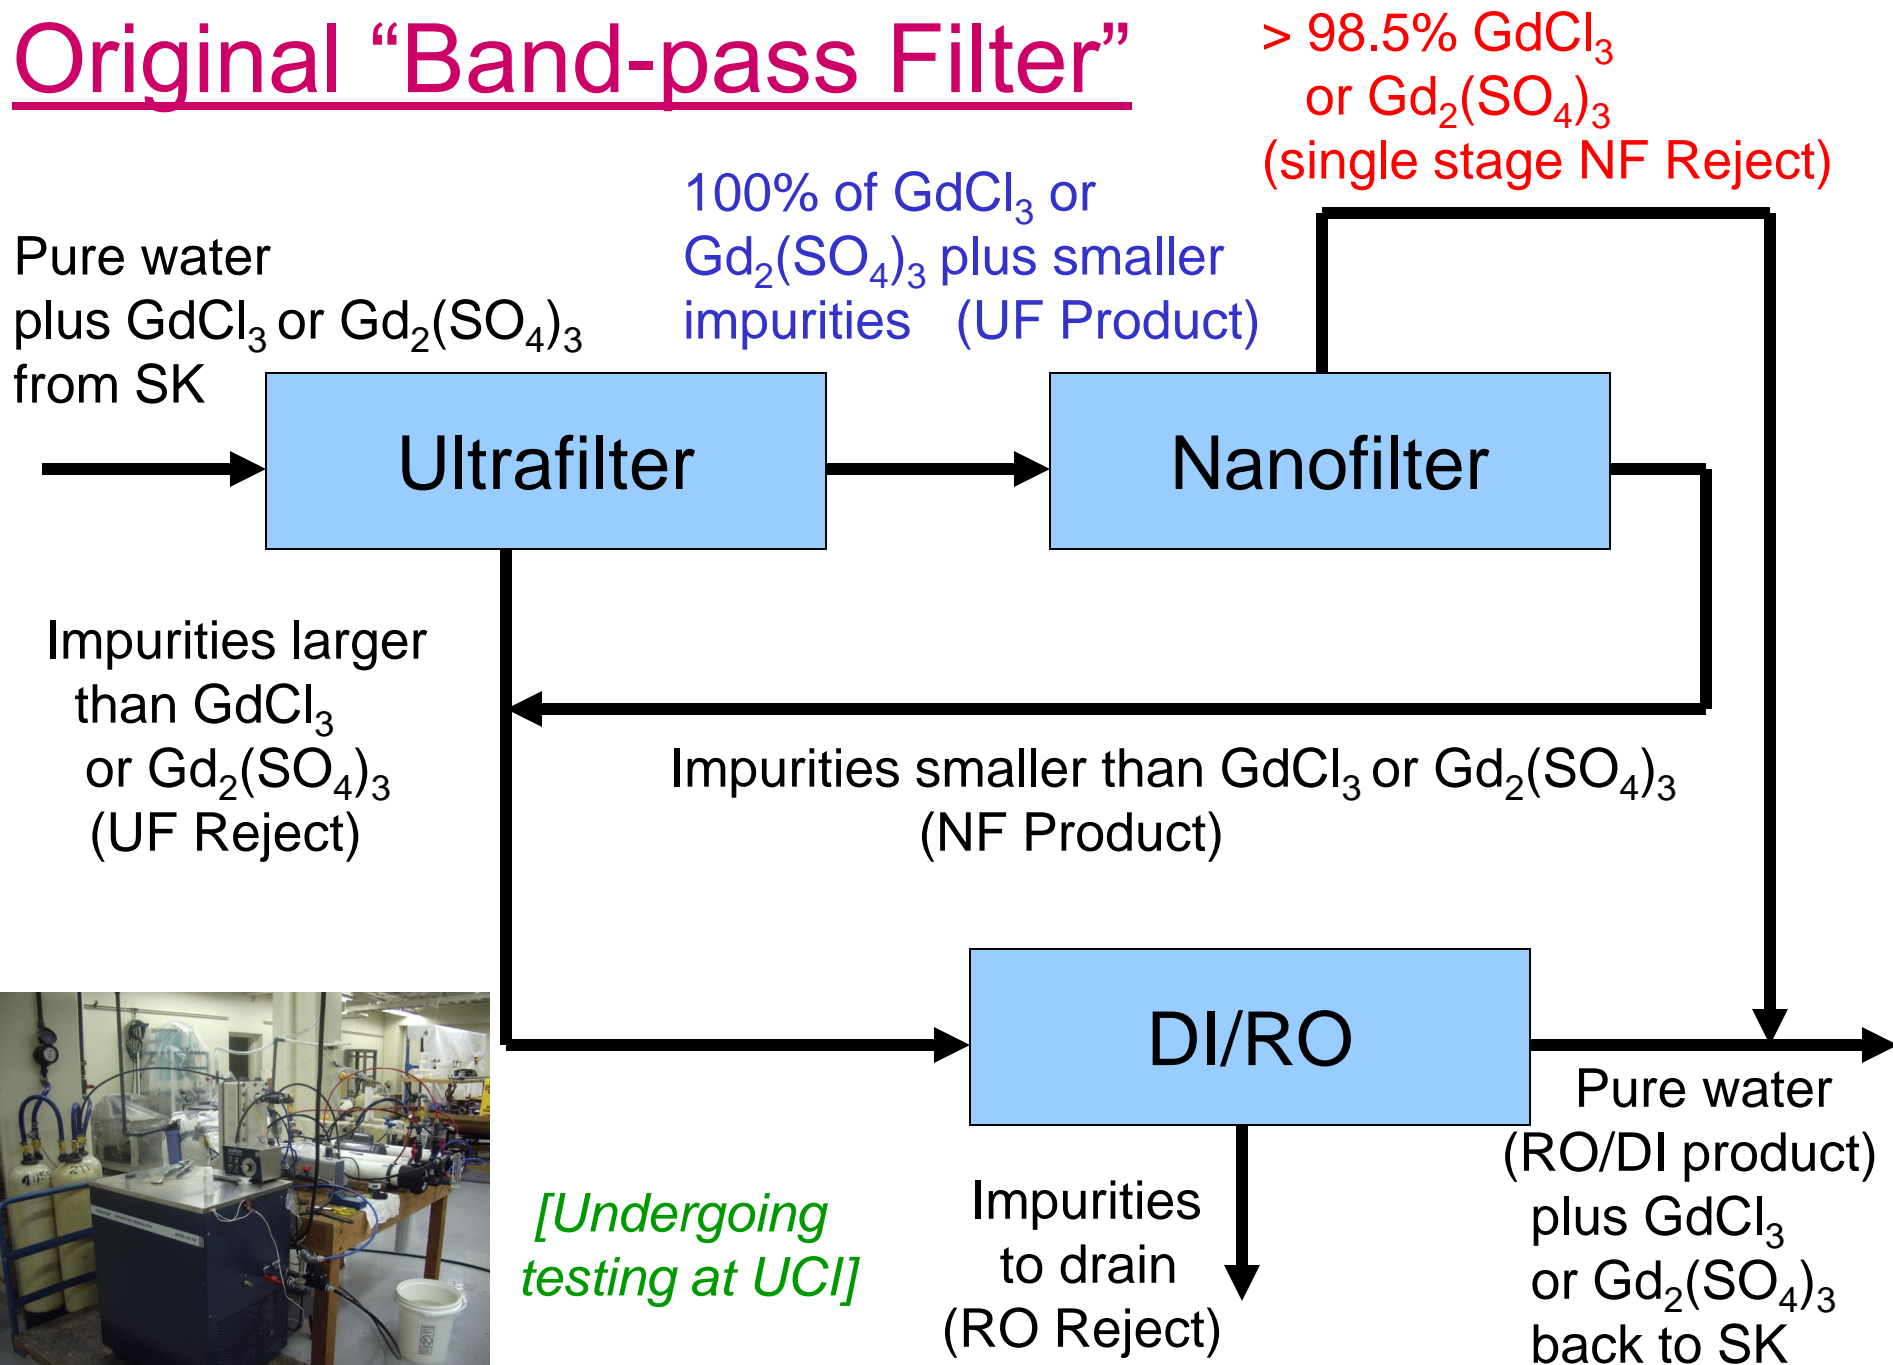 Original “Band-pass Filter”
> 98.5% GdCl₃
or Gd₂(SO₄)₃
(single stage NF Reject)
100% of GdCl₃ or
Gd₂(SO₄)₃ plus smaller
impurities (UF Product)
Pure water
plus GdCl₃ or Gd₂(SO₄)₃
from SK
Ultrafilter
Nanofilter
Impurities larger
than GdCl₃
or Gd₂(SO₄)₃
(UF Reject)
Impurities smaller than GdCl₃ or Gd₂(SO₄)₃
(NF Product)
DI/RO
[Undergoing
testing at UCI]
Impurities
to drain
(RO Reject)
Pure water
(RO/DI product)
plus GdCl₃
or Gd₂(SO₄)₃
back to SK